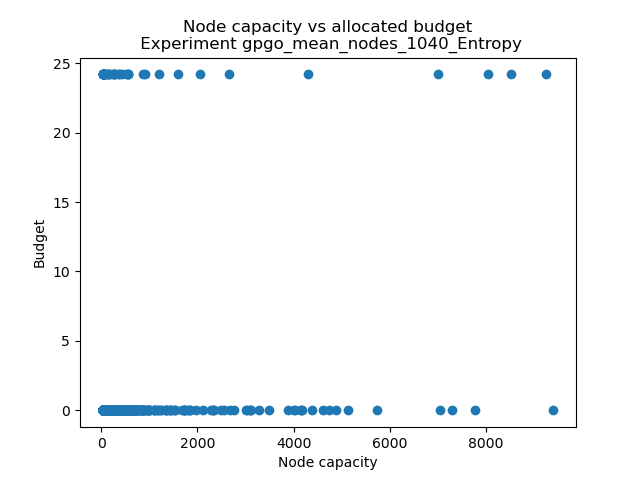 Node capacity vs allocated budget
Experiment gpgo_mean_nodes_1040_Entropy
25
20
15
10
5
0
Budget
0 2000 4000 6000 8000
Node capacity